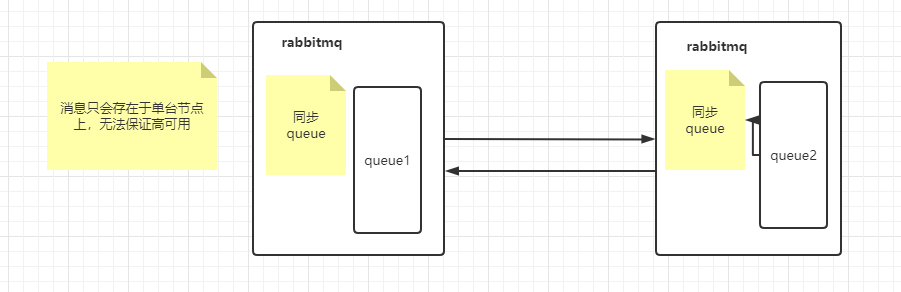 消息只会存在于单台节点
上，无法保证高可用
rabbitmq
同步
queue
queue1
rabbitmq
同步
queue
queue2